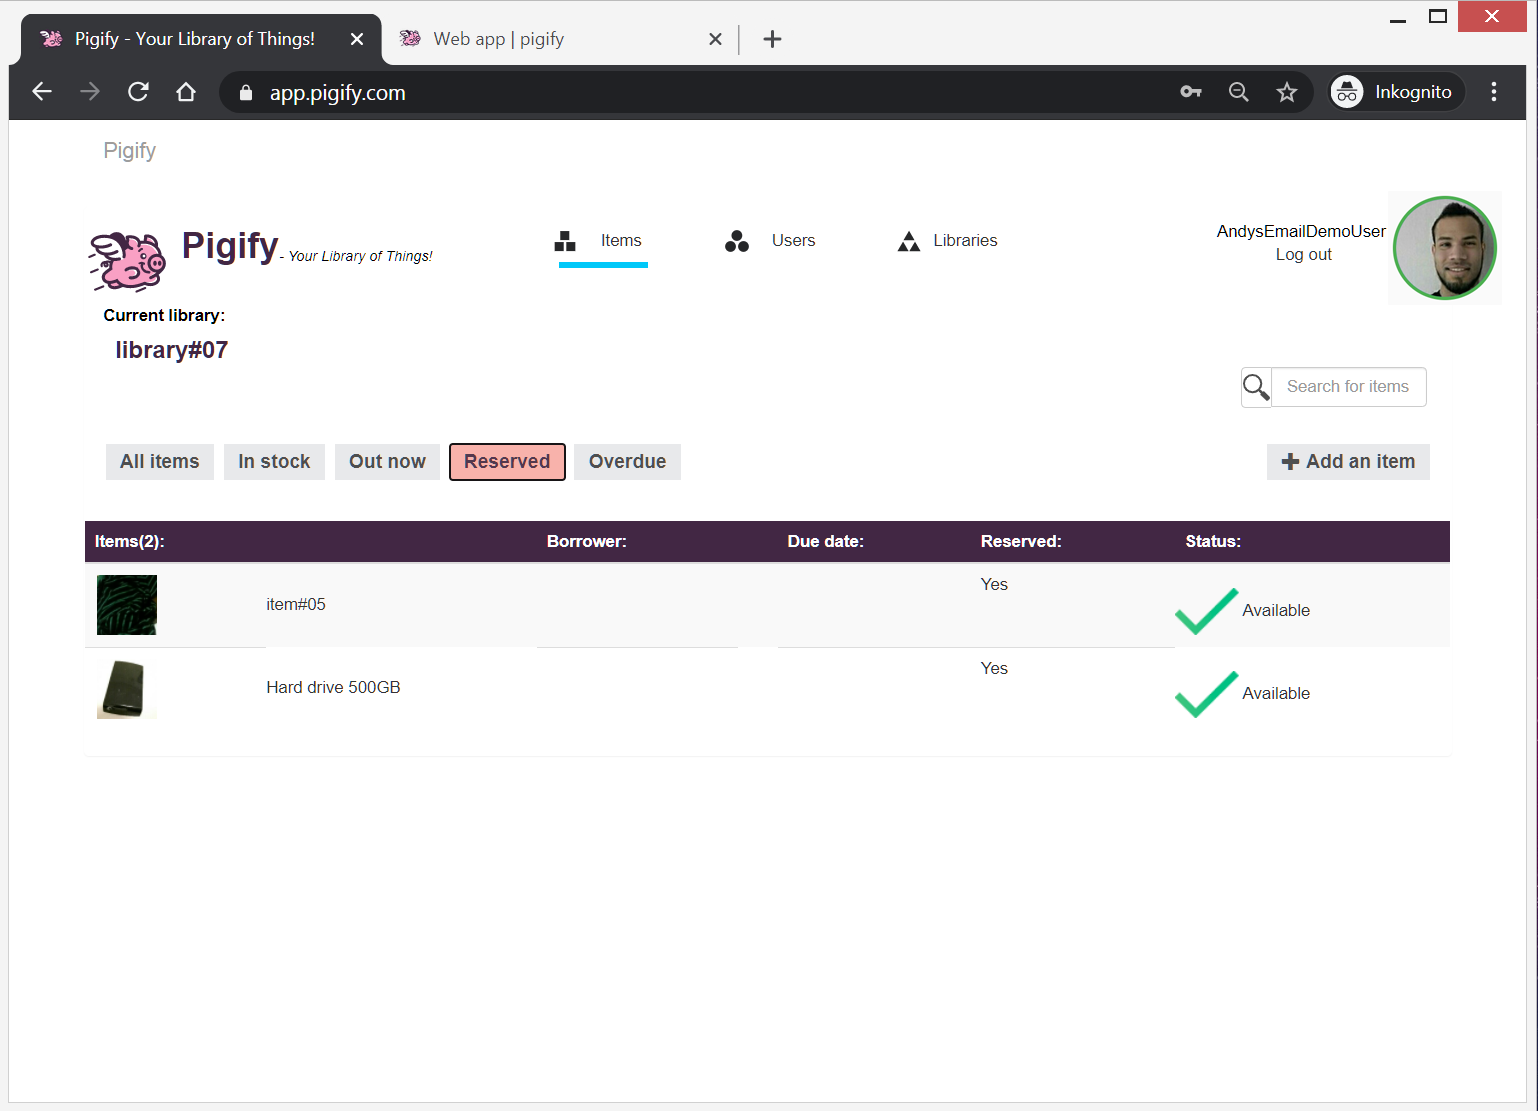 Pigify - Your Library of Things!
Web app | pigify
app.pigify.com
Inkognito
Pigify
Pigify - Your Library of Things!
Items
Users
Libraries
AndysEmailDemoUser
Log out
Current library:
library#07
Search for items
All items
In stock
Out now
Reserved
Overdue
Add an item
Items(2):
Borrower:
Due date:
Reserved:
Status:
item#05
Yes
Available
Hard drive 500GB
Yes
Available